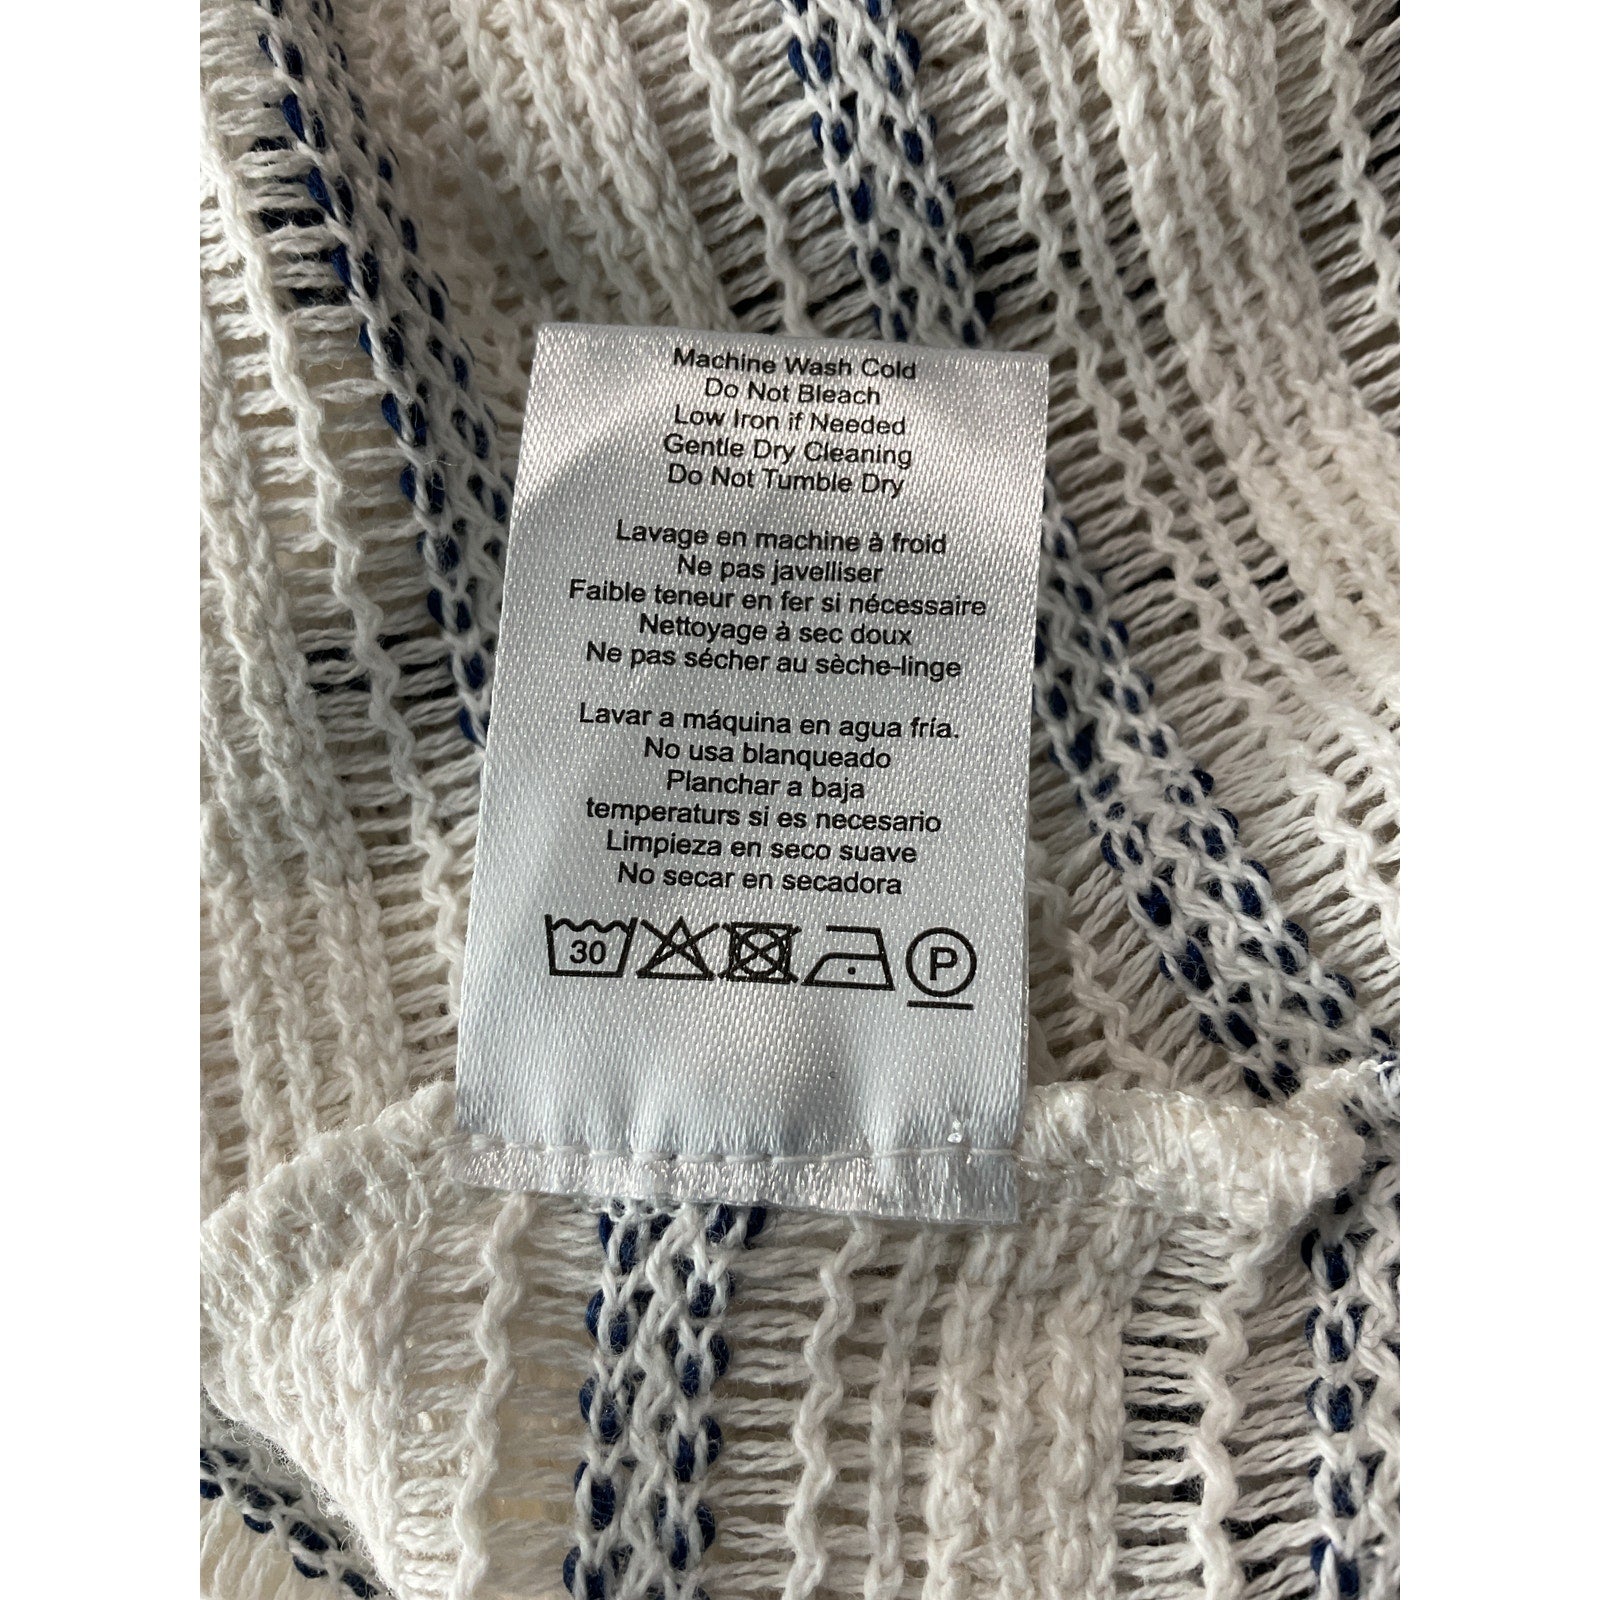 Machine Wash Cold
Do Not Bleach
Low Iron if Needed
Gentle Dry Cleaning
Do Not Tumble Dry
Lavage en machine à froid
Ne pas javelliser
Faible teneur en fer si nécessaire
Nettoyage à sec doux
Ne pas sécher au sèche-linge
Lavar a máquina en agua fría.
No usa blanqueado
Planchar a baja
temperaturs si es necesario
Limpieza en seco suave
No secar en secadora
30 P